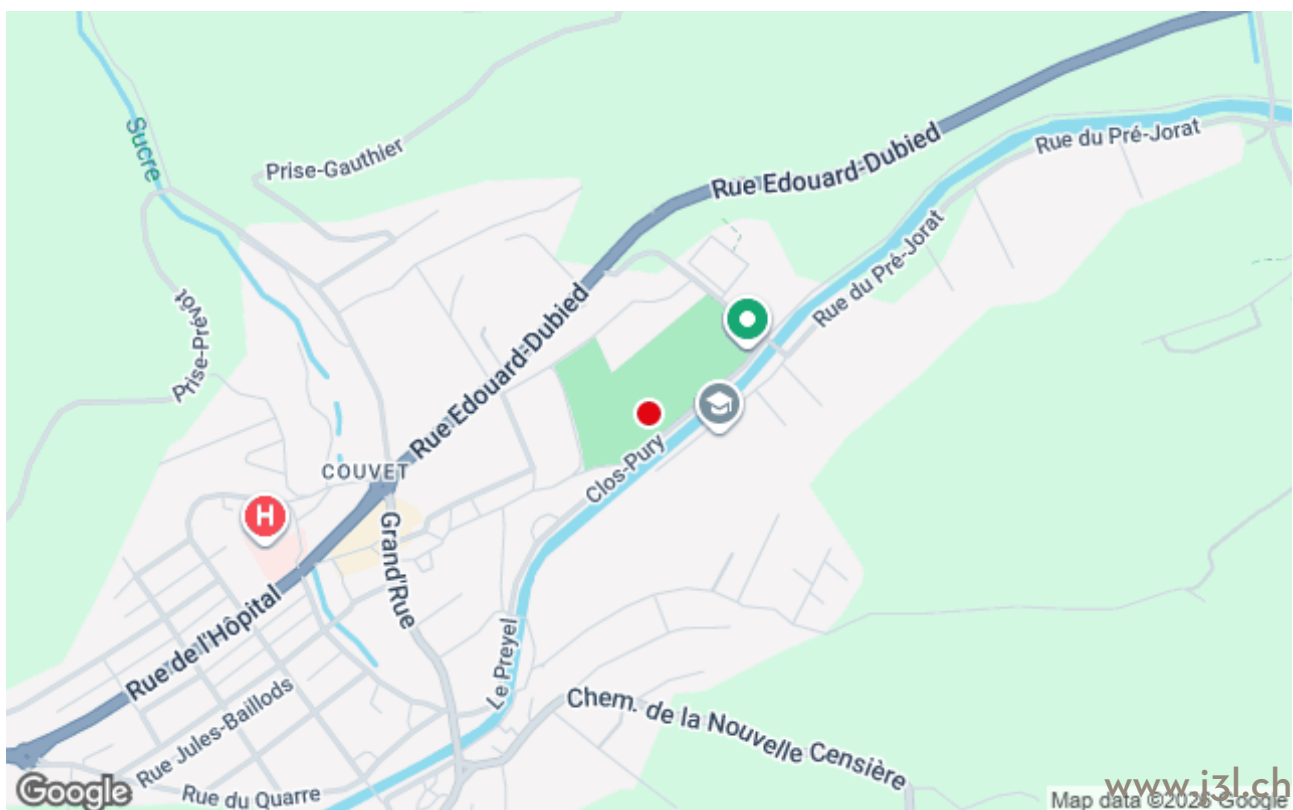 Sucre
Prise-Gauthier
Rue Edouard-Dubied
Rue du Pré-Jorat
Rue du Pré-Jorat
Prise-Prévot
Rue Edouard-Dubied
COUVET
Clos-Pury
H
Grand'Rue
Rue de l'Hôpital
Le Preyel
Rue Jules-Baillods
Chem. de la Nouvelle Censière
Rue du Quarre
Google
www.j3l.ch
Map data ©202 Google